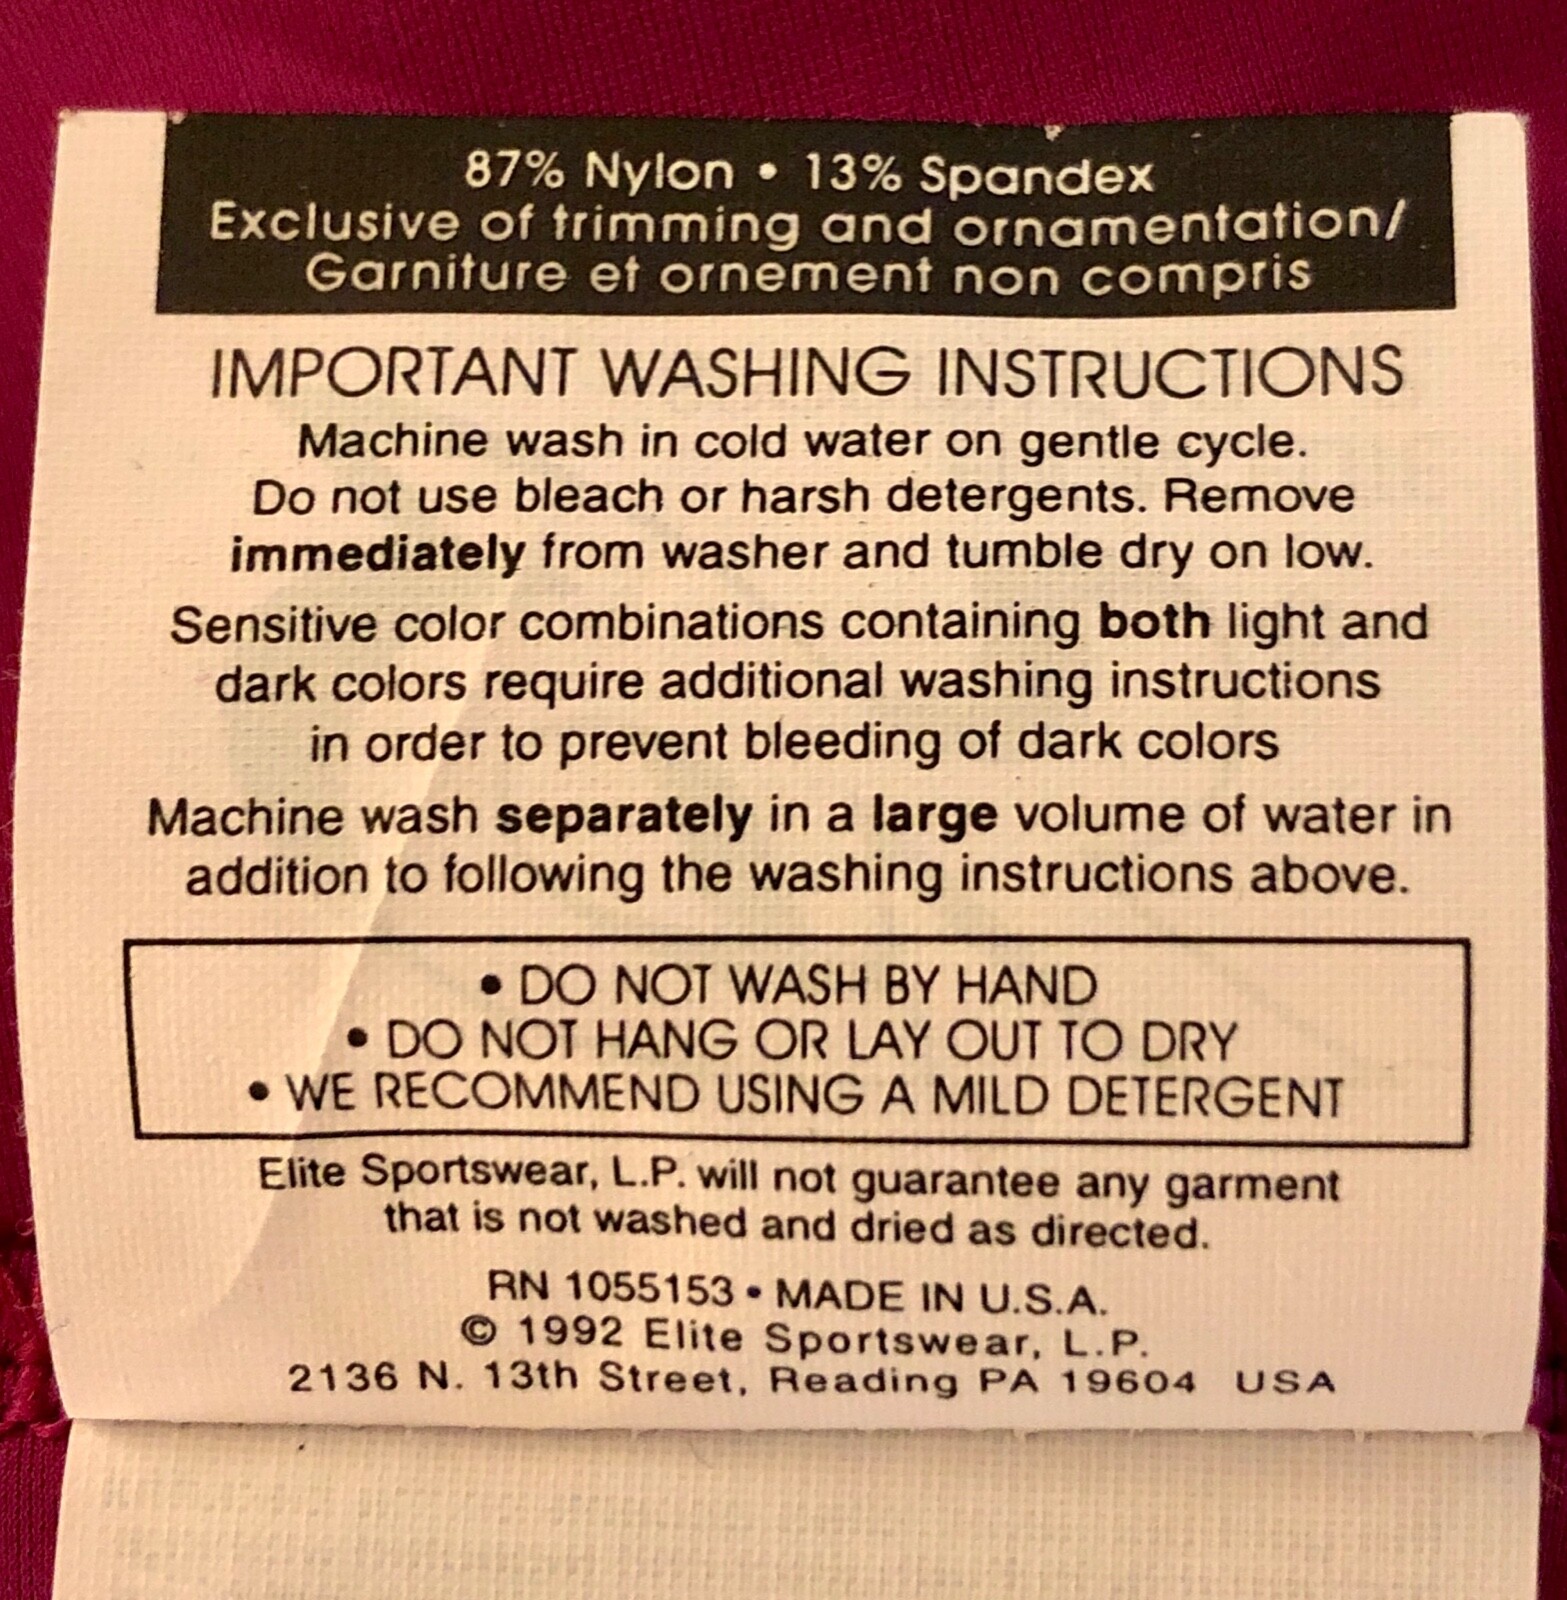 87% Nylon • 13% Spandex
Exclusive of trimming and ornamentation/
Garniture et ornement non compris
IMPORTANT WASHING INSTRUCTIONS
Machine wash in cold water on gentle cycle.
Do not use bleach or harsh detergents. Remove
immediately from washer and tumble dry on low.
Sensitive color combinations containing both light and
dark colors require additional washing instructions
in order to prevent bleeding of dark colors
Machine wash separately in a large volume of water in
addition to following the washing instructions above.
• DO NOT WASH BY HAND
• DO NOT HANG OR LAY OUT TO DRY
• WE RECOMMEND USING A MILD DETERGENT
Elite Sportswear, L.P. will not guarantee any garment
that is not washed and dried as directed.
RN 1055153 • MADE IN U.S.A.
© 1992 Elite Sportswear, L.P.
2136 N. 13th Street, Reading PA 19604 USA